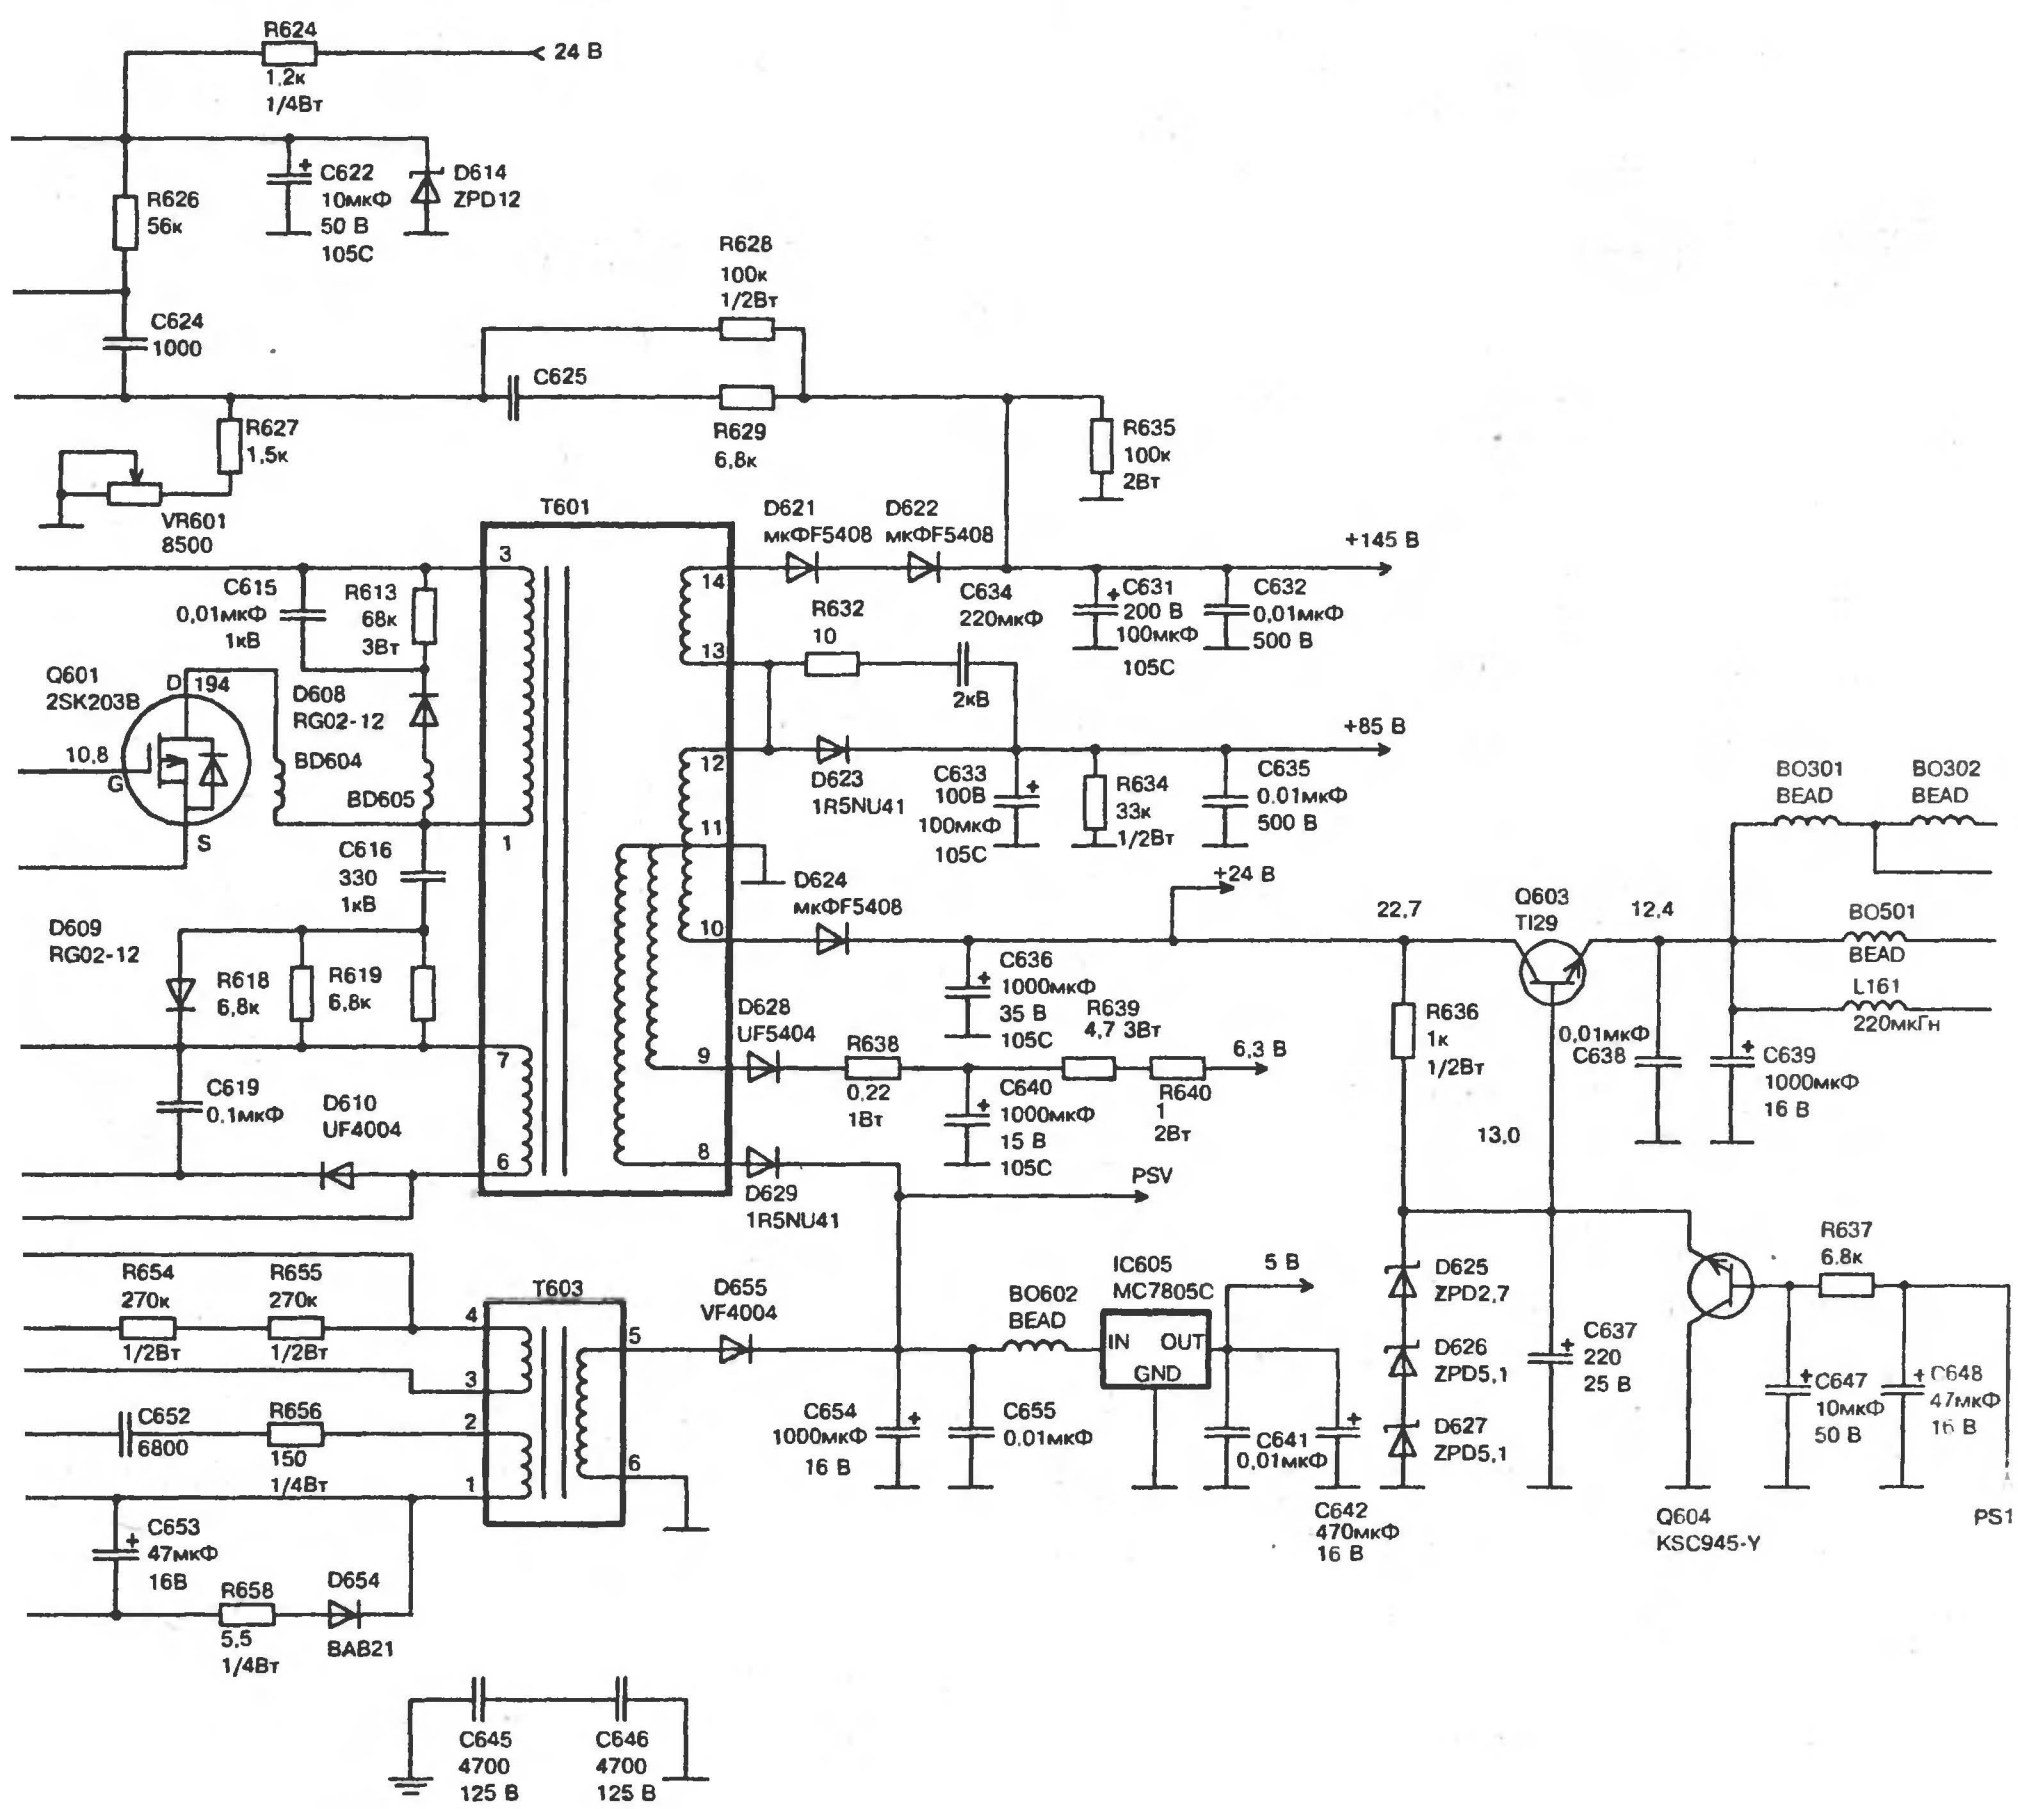 R624
24 В
1,2к
1/4Вт
R626
56к
C622
10мкФ
50 В
105С
D614
ZPD12
C624
1000
R628
100к
1/2Вт
C625
R629
6,8к
R627
1,5к
VR601
8500
R635
100к
2Вт
T601
3
1
7
6
14
13
12
11
10
9
8
D621
мкФF5408
D622
мкФF5408
+145 В
C615
0,01мкФ
1кВ
R613
68к
3Вт
R632
10
C634
220мкФ
2кВ
C631
200 В
100мкФ
105С
C632
0,01мкФ
500 В
Q601
2SK203B
D
194
10,8
G
S
D608
RG02-12
BD604
BD605
+85 В
D623
1R5NU41
C633
100В
100мкФ
105С
R634
33к
1/2Вт
C635
0.01мкФ
500 В
BO301
BEAD
BO302
BEAD
C616
330
1кВ
D624
мкФF5408
+24 В
22,7
Q603
TI29
12,4
BO501
BEAD
L161
220мкГн
D609
RG02-12
R618
6,8к
R619
6,8к
C636
1000мкФ
35 В
105С
D628
UF5404
R638
0,22
1Вт
R639
4,7 3Вт
6,3 В
R640
1
2Вт
C640
1000мкФ
15 В
105С
R636
1к
1/2Вт
0,01мкФ
C638
C639
1000мкФ
16 В
C619
0,1мкФ
D610
UF4004
13,0
PSV
D629
1R5NU41
R654
270к
1/2Вт
R655
270к
1/2Вт
T603
4
3
2
1
5
6
D655
VF4004
BO602
BEAD
IC605
MC7805C
IN
OUT
GND
5 В
D625
ZPD2,7
D626
ZPD5,1
D627
ZPD5,1
C637
220
25 В
R637
6.8к
C647
10мкФ
50 В
C648
47мкФ
16 В
PS1
C652
6800
R656
150
1/4Вт
C654
1000мкФ
16 В
C655
0.01мкФ
C641
0,01мкФ
C642
470мкФ
16 В
Q604
KSC945-Y
C653
47мкФ
16В
R658
5,5
1/4Вт
D654
BAB21
C645
4700
125 В
C646
4700
125 В